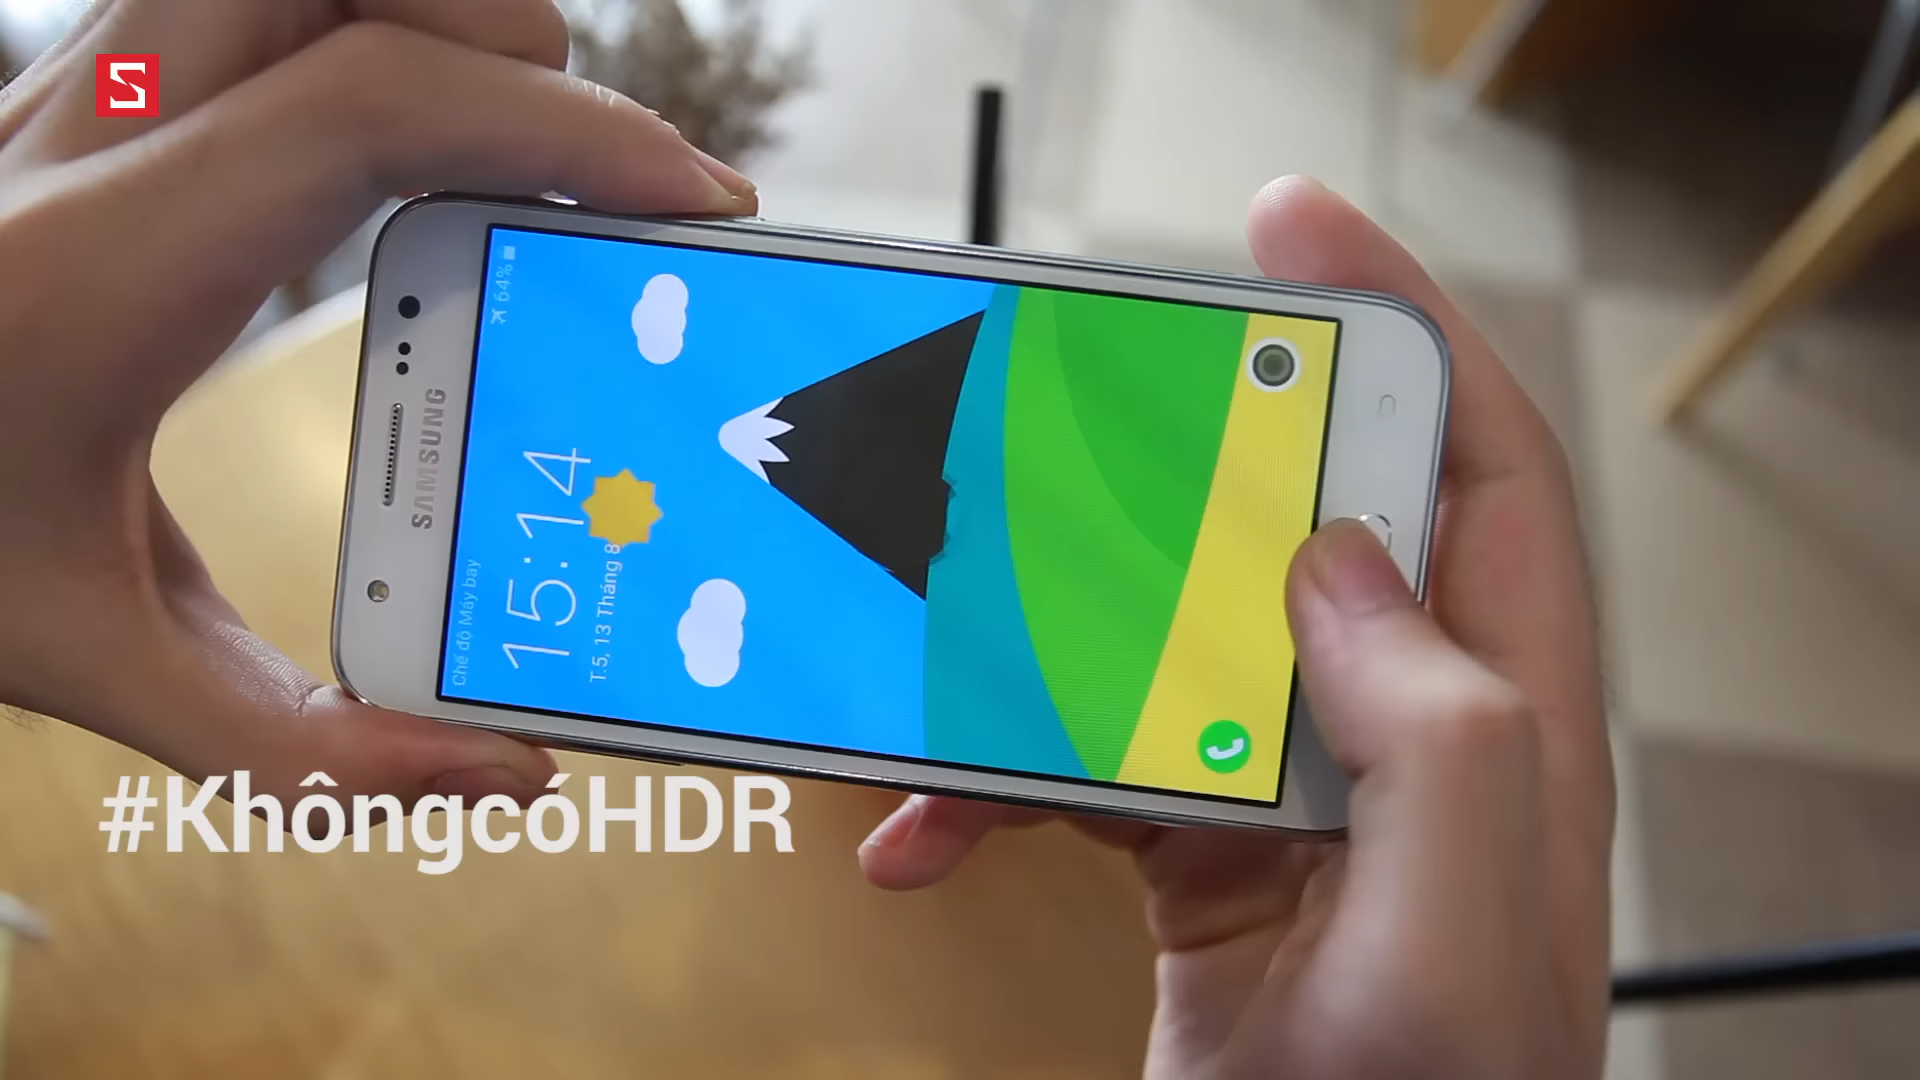 S
64%
SAMSUNG
Chế độ Máy bay
15:14
T.5, 13 Tháng 8
#KhôngcóHDR